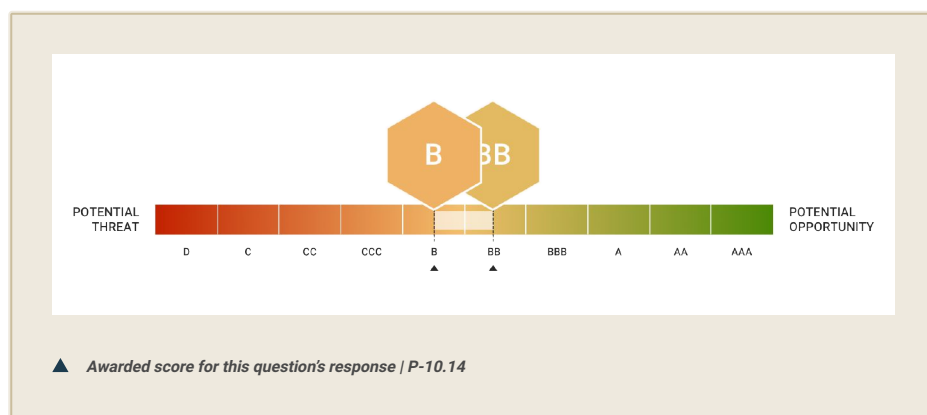 B
BB
POTENTIAL
THREAT
POTENTIAL
OPPORTUNITY
D C CC CCC B BB BBB A AA AAA
Awarded score for this question's response | P-10.14